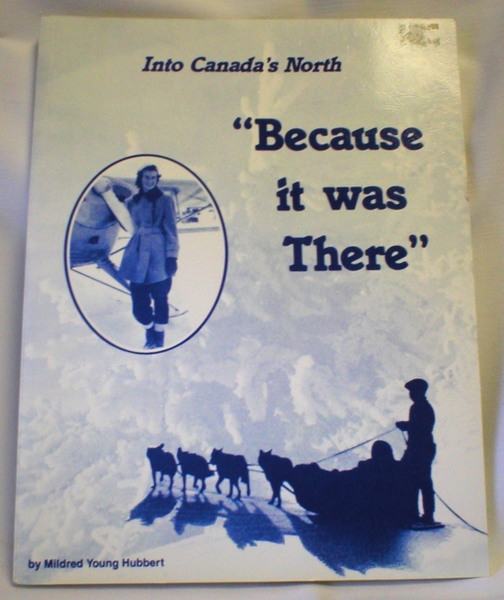 Into Canada's North
"Because
it was
There"
by Mildred Young Hubbert